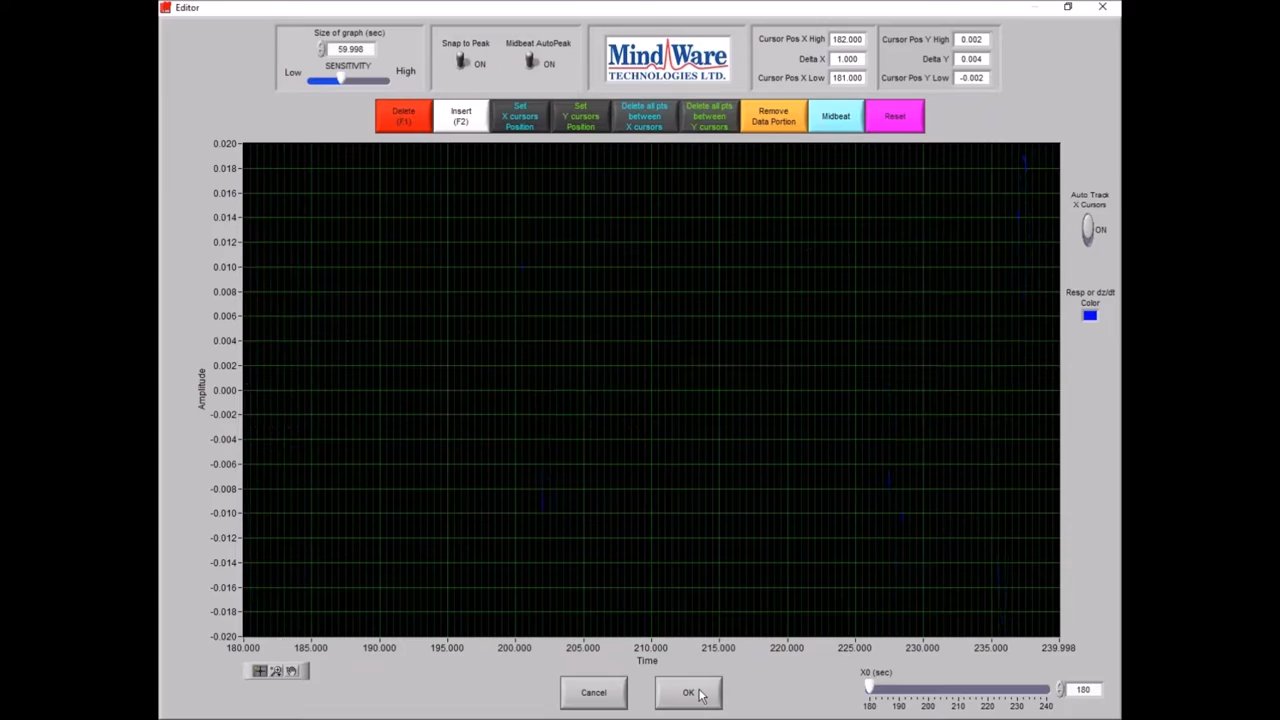 Editor
Size of graph (sec)
59.998
SENSITIVITY
Low
High
Snap to Peak
ON
Midbeat AutoPeak
ON
MindWare
TECHNOLOGIES LTD.
Cursor Pos X High 182.000
Delta X 1.000
Cursor Pos X Low 181.000
Cursor Pos Y High 0.002
Delta Y 0.004
Cursor Pos Y Low -0.002
Delete
(F1)
Insert
(F2)
Set
X cursors
Position
Set
Y cursors
Position
Delete all pts
between
X cursors
Delete all pts
between
Y cursors
Remove
Data Portion
Midbeat
Reset
0.020
0.018
0.016
0.014
0.012
0.010
0.008
0.006
0.004
0.002
0.000
-0.002
-0.004
-0.006
-0.008
-0.010
-0.012
-0.014
-0.016
-0.018
-0.020
Amplitude
Auto Track
X Cursors
ON
Resp or dz/dt
Color
180.000 185.000 190.000 195.000 200.000 205.000 210.000 215.000 220.000 225.000 230.000 235.000 239.998
Time
Cancel
OK
X0 (sec)
180
180 190 200 210 220 230 240